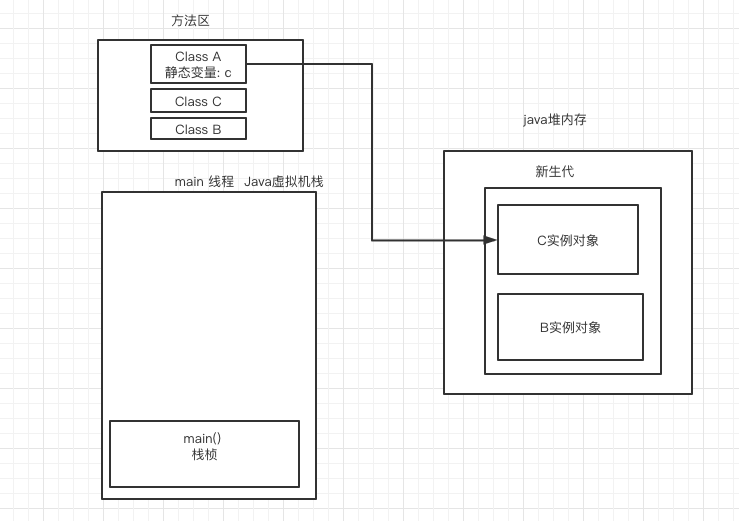 方法区
Class A
静态变量: c
Class C
Class B
java堆内存
新生代
main 线程 Java虚拟机栈
C实例对象
B实例对象
main()
栈桢